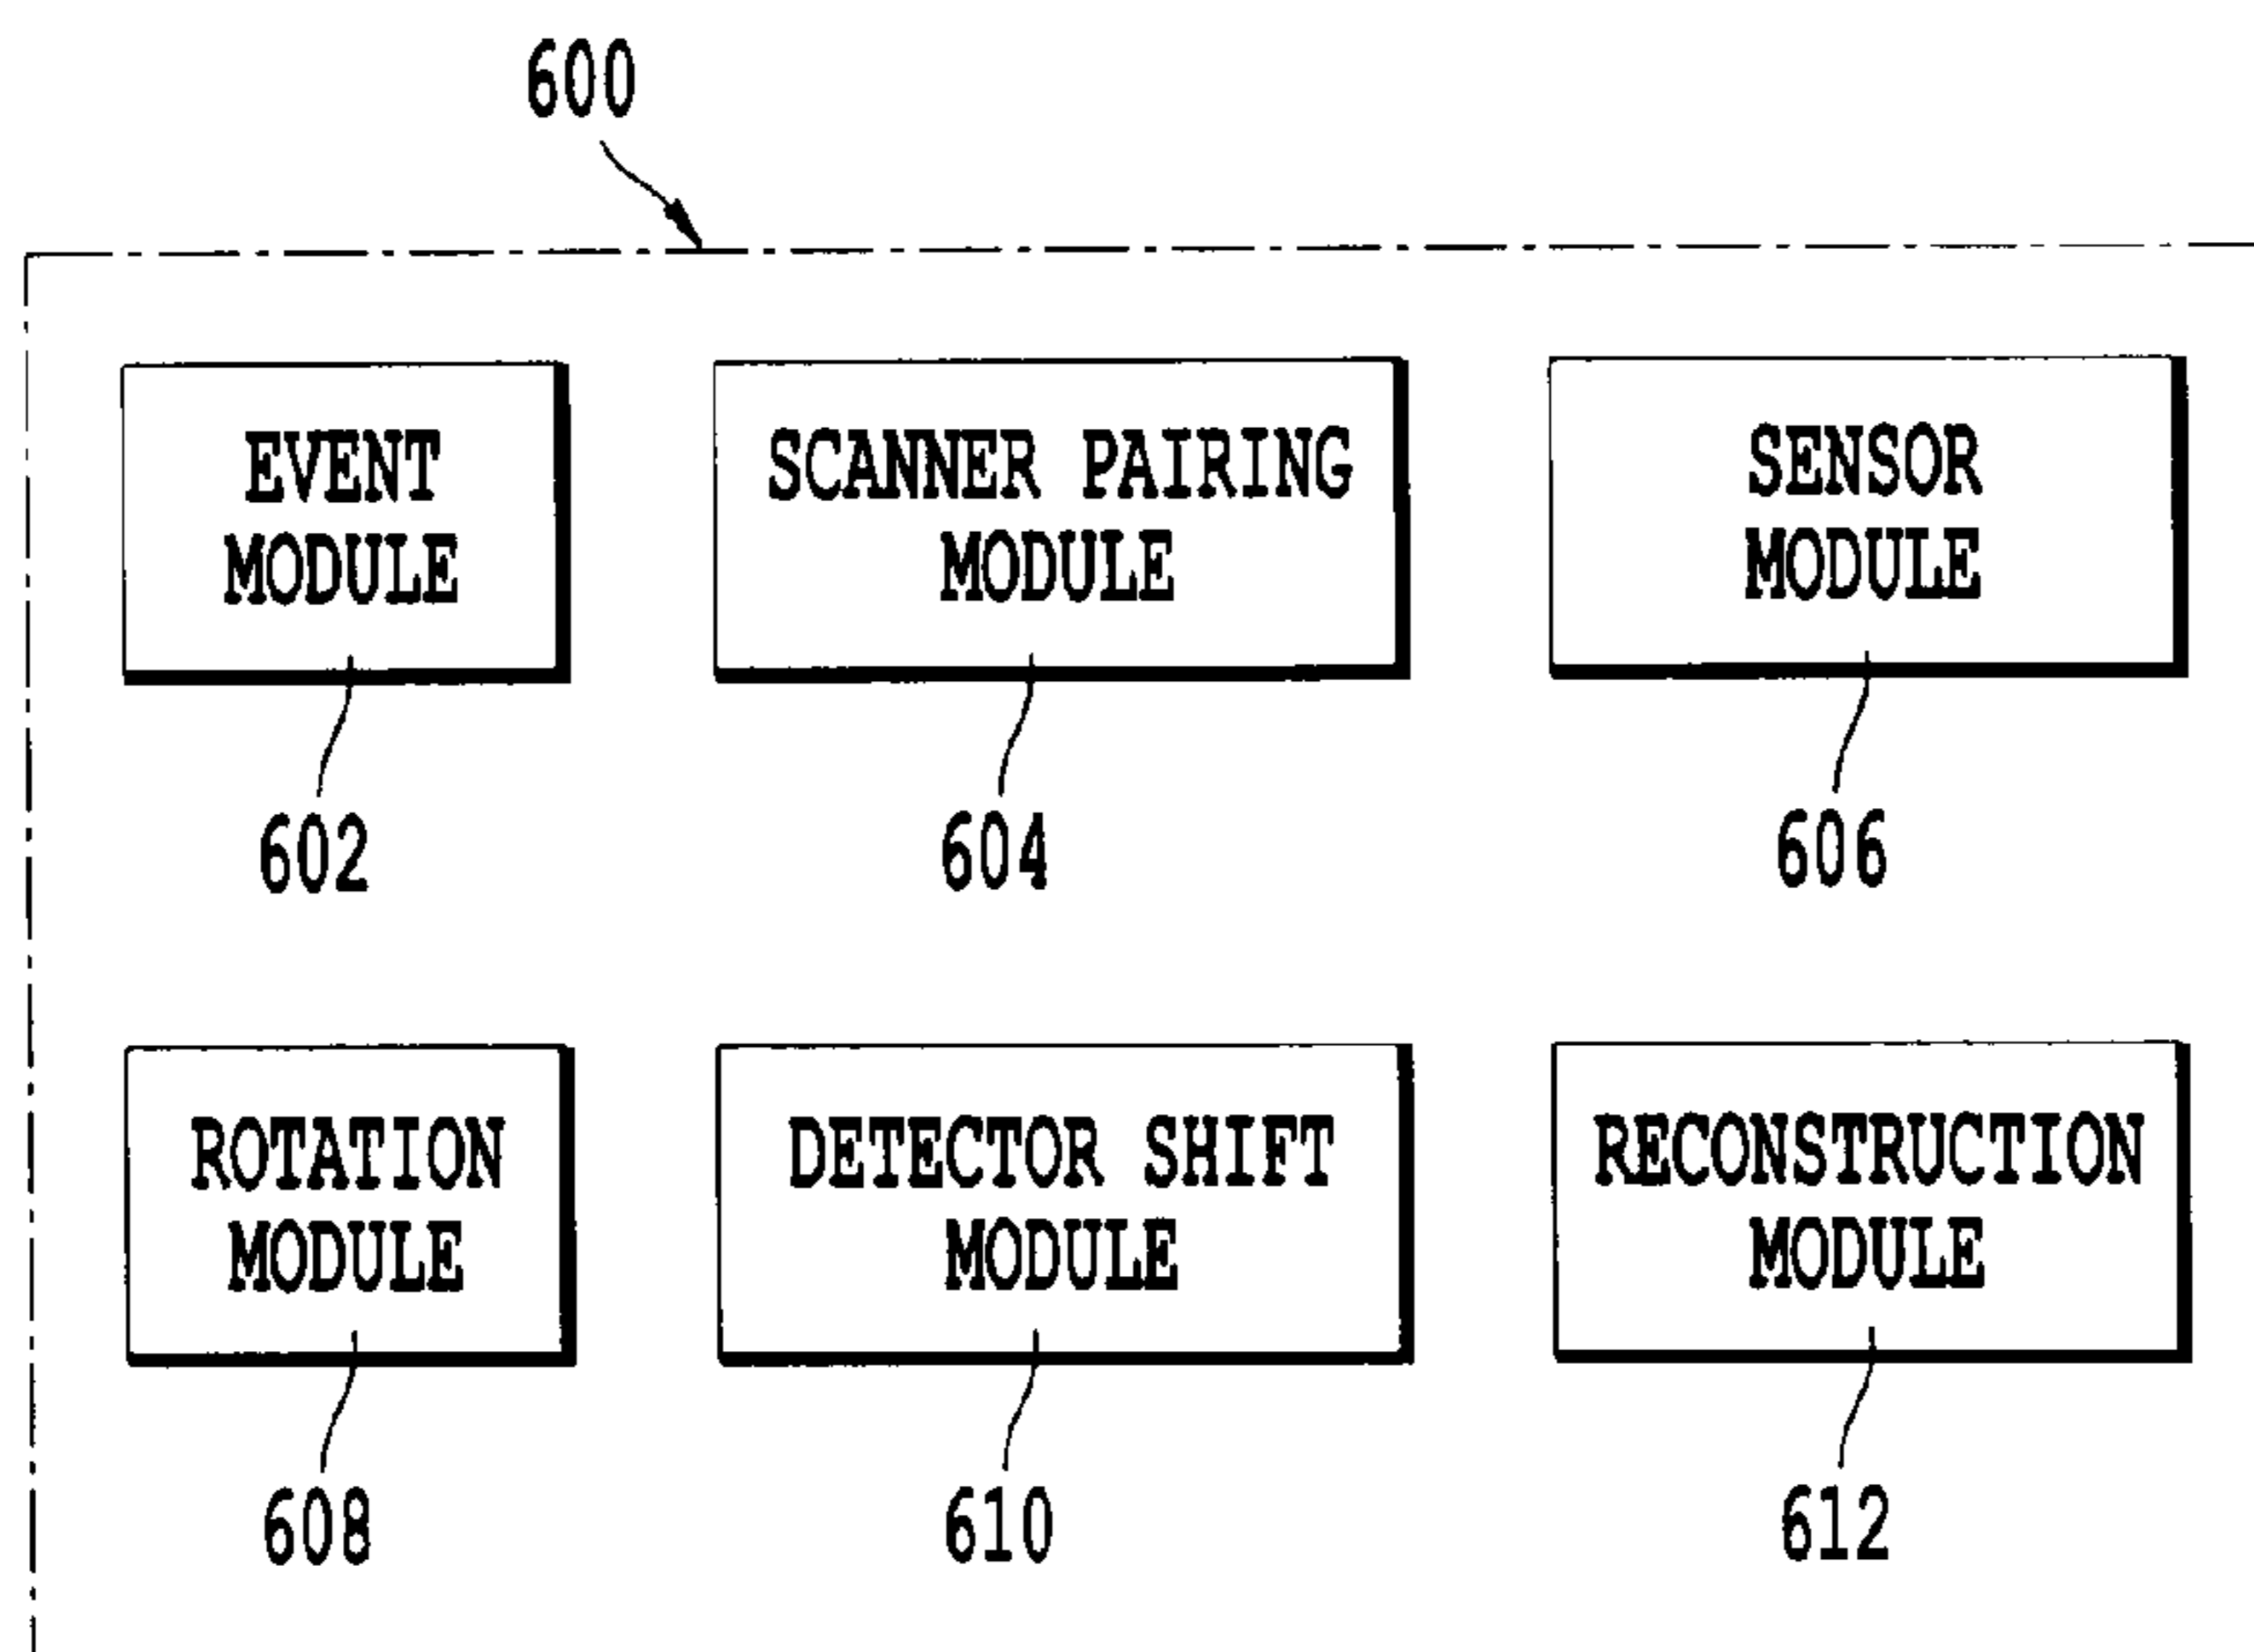 600
EVENT
MODULE
SCANNER PAIRING
MODULE
SENSOR
MODULE
602
604
606
ROTATION
MODULE
DETECTOR SHIFT
MODULE
RECONSTRUCTION
MODULE
608
610
612